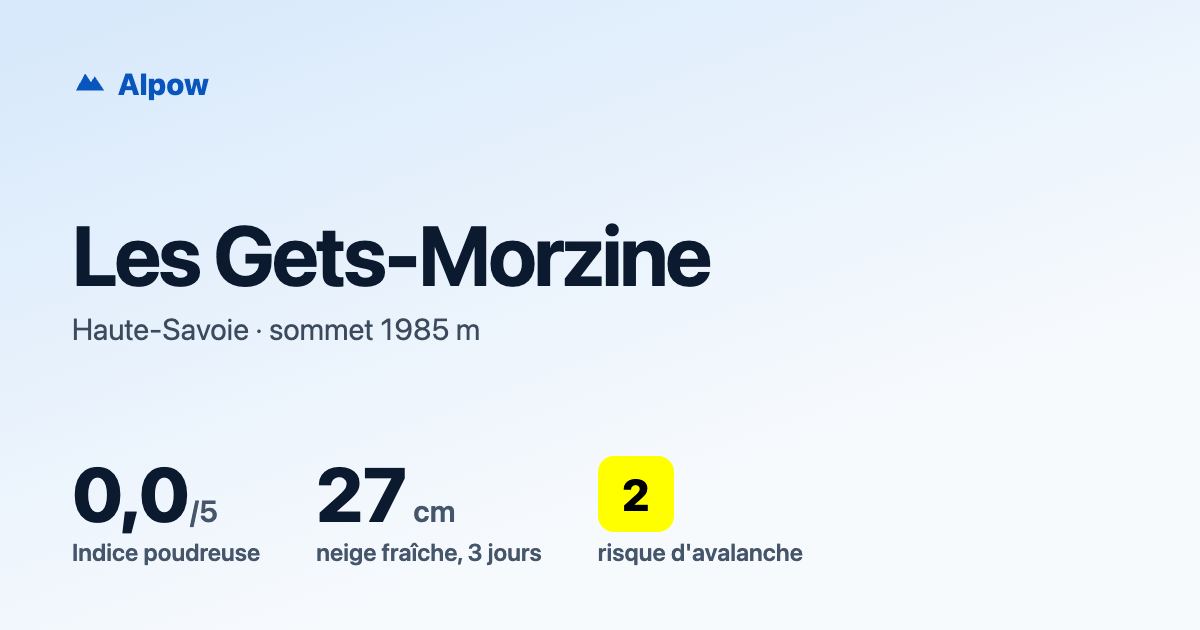 Alpow
Les Gets-Morzine
Haute-Savoie · sommet 1985 m
0,0/5
Indice poudreuse
27 cm
neige fraîche, 3 jours
2
risque d'avalanche